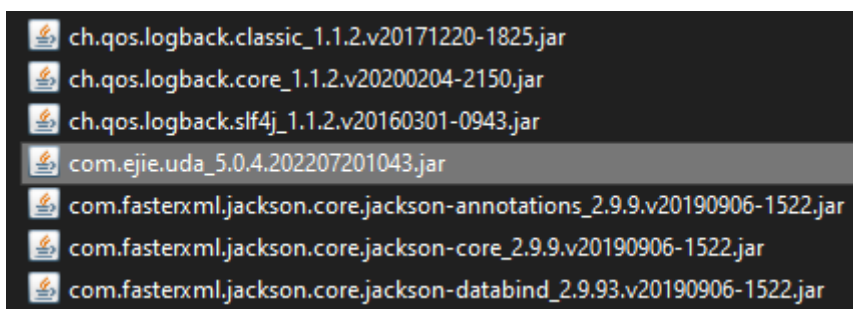 ch.qos.logback.classic_1.1.2.v20171220-1825.jar
ch.qos.logback.core_1.1.2.v20200204-2150.jar
ch.qos.logback.slf4j_1.1.2.v20160301-0943.jar
com.ejie.uda_5.0.4.202207201043.jar
com.fasterxml.jackson.core.jackson-annotations_2.9.9.v20190906-1522.jar
com.fasterxml.jackson.core.jackson-core_2.9.9.v20190906-1522.jar
com.fasterxml.jackson.core.jackson-databind_2.9.93.v20190906-1522.jar